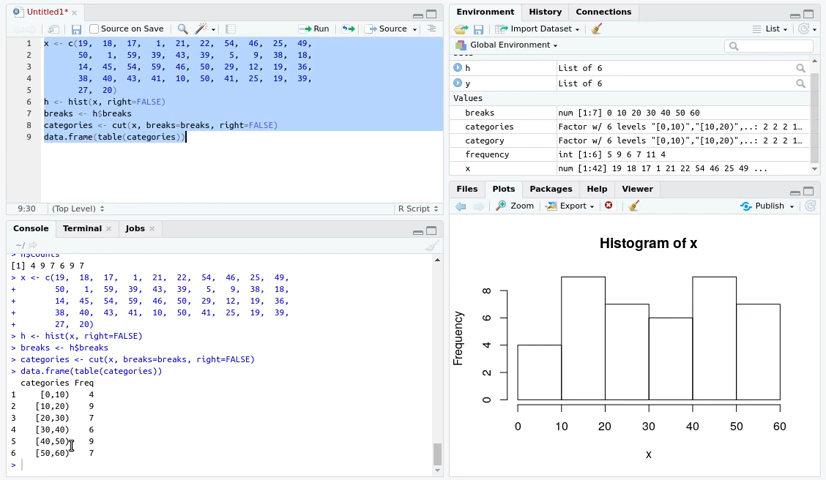 Untitled1* ×
Source on Save
Run
Source
1 x <- c(19, 18, 17, 1, 21, 22, 54, 46, 25, 49,
2 50, 1, 59, 39, 43, 39, 5, 9, 38, 18,
3 14, 45, 54, 59, 46, 50, 29, 12, 19, 36,
4 38, 40, 43, 41, 10, 50, 41, 25, 19, 39,
5 27, 20)
6 h <- hist(x, right=FALSE)
7 breaks <- h$breaks
8 categories <- cut(x, breaks=breaks, right=FALSE)
9 data.frame(table(categories))
9:30 (Top Level) R Script
Console Terminal × Jobs ×
~/
> h$counts
[1] 4 9 7 6 9 7
> x <- c(19, 18, 17, 1, 21, 22, 54, 46, 25, 49,
+ 50, 1, 59, 39, 43, 39, 5, 9, 38, 18,
+ 14, 45, 54, 59, 46, 50, 29, 12, 19, 36,
+ 38, 40, 43, 41, 10, 50, 41, 25, 19, 39,
+ 27, 20)
> h <- hist(x, right=FALSE)
> breaks <- h$breaks
> categories <- cut(x, breaks=breaks, right=FALSE)
> data.frame(table(categories))
categories Freq
1 [0,10) 4
2 [10,20) 9
3 [20,30) 7
4 [30,40) 6
5 [40,50) 9
6 [50,60) 7
>
Environment History Connections
Import Dataset List
Global Environment
h List of 6
y List of 6
Values
breaks num [1:7] 0 10 20 30 40 50 60
categories Factor w/ 6 levels "[0,10)","[10,20)",..: 2 2 2 1…
category Factor w/ 6 levels "[0,10)","[10,20)",..: 2 2 2 1…
frequency int [1:6] 5 9 6 7 11 4
x num [1:42] 19 18 17 1 21 22 54 46 25 49 ...
Files Plots Packages Help Viewer
Zoom Export Publish
Histogram of x
Frequency
8
6
4
2
0
0 10 20 30 40 50 60
x